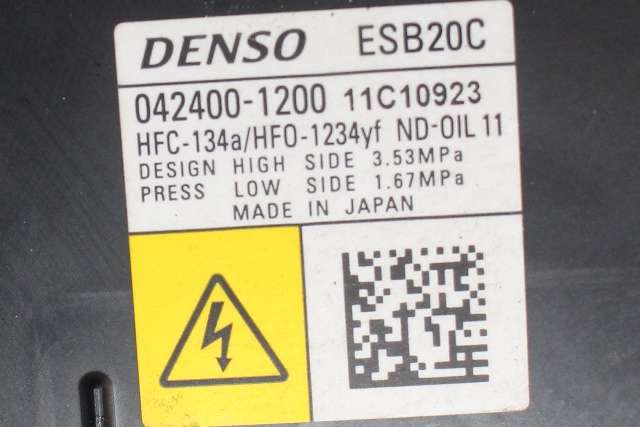 DENSO ESB20C
042400-1200 11C10923
HFC-134a/HFO-1234yf ND-OIL 11
DESIGN HIGH SIDE 3.53MPa
PRESS LOW SIDE 1.67MPa
MADE IN JAPAN